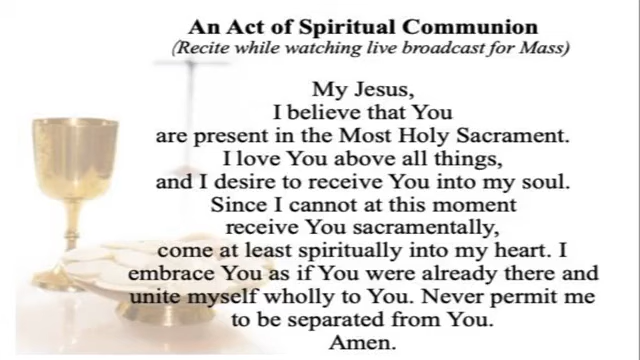 An Act of Spiritual Communion
(Recite while watching live broadcast for Mass)
My Jesus,
I believe that You
are present in the Most Holy Sacrament.
I love You above all things,
and I desire to receive You into my soul.
Since I cannot at this moment
receive You sacramentally,
come at least spiritually into my heart. I
embrace You as if You were already there and
unite myself wholly to You. Never permit me
to be separated from You.
Amen.